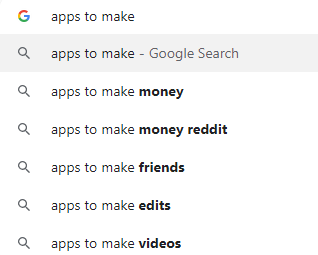 apps to make
apps to make - Google Search
apps to make money
apps to make money reddit
apps to make friends
apps to make edits
apps to make videos